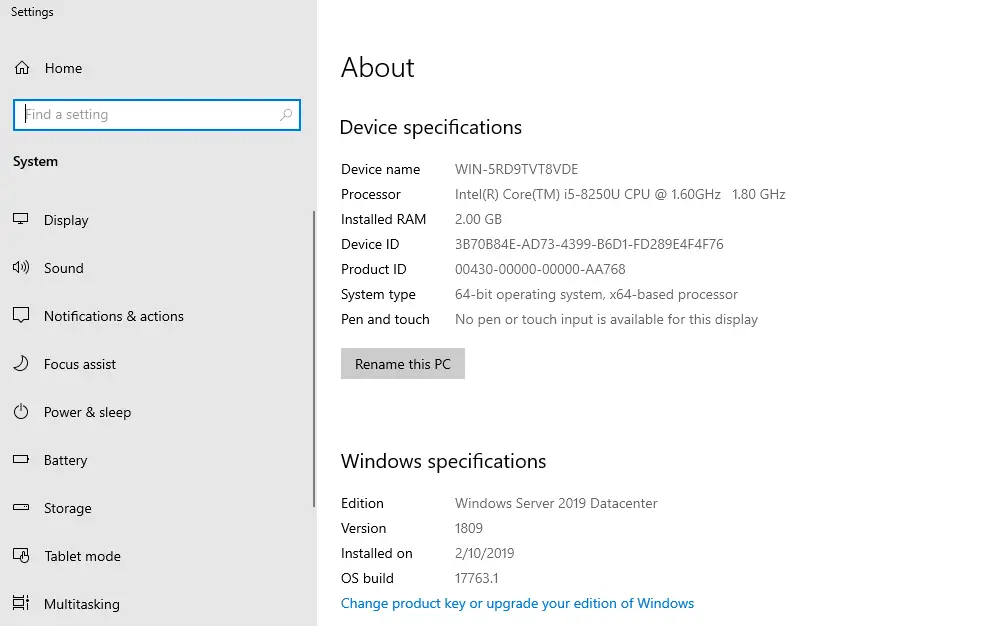 Settings
Home
Find a setting
System
Display
Sound
Notifications & actions
Focus assist
Power & sleep
Battery
Storage
Tablet mode
Multitasking
About
Device specifications
Device name WIN-5RD9TVT8VDE
Processor Intel(R) Core(TM) i5-8250U CPU @ 1.60GHz 1.80 GHz
Installed RAM 2.00 GB
Device ID 3B70B84E-AD73-4399-B6D1-FD289E4F4F76
Product ID 00430-00000-00000-AA768
System type 64-bit operating system, x64-based processor
Pen and touch No pen or touch input is available for this display
Rename this PC
Windows specifications
Edition Windows Server 2019 Datacenter
Version 1809
Installed on 2/10/2019
OS build 17763.1
Change product key or upgrade your edition of Windows